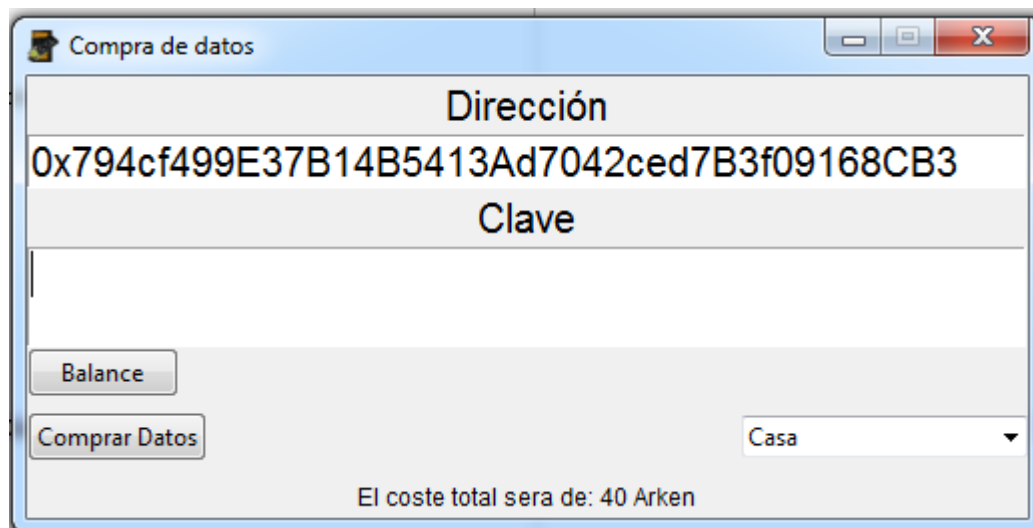 Compra de datos
Dirección
0x794cf499E37B14B5413Ad7042ced7B3f09168CB3
Clave
Balance
Comprar Datos
Casa
El coste total sera de: 40 Arken